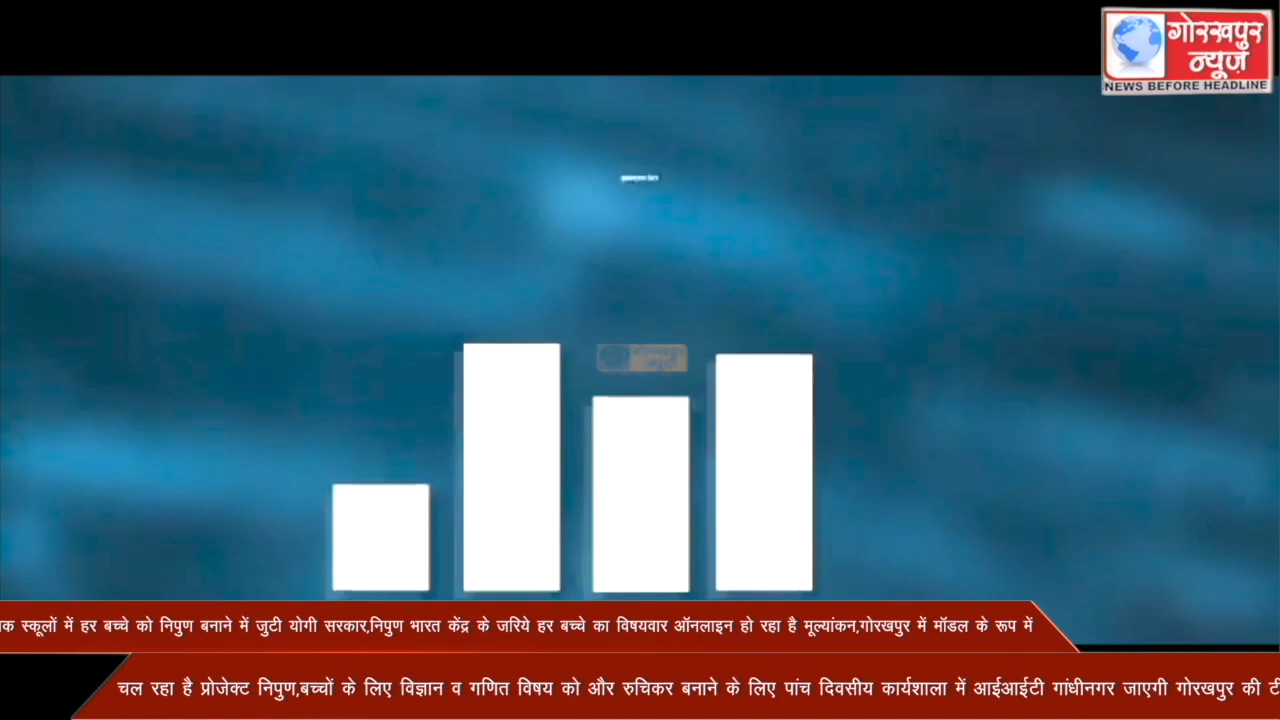 गोरखपुर
न्यूज़
NEWS BEFORE HEADLINE
स्कूलों में हर बच्चे को निपुण बनाने में जुटी योगी सरकार,निपुण भारत केंद्र के जरिये हर बच्चे का विषयवार ऑनलाइन हो रहा है मूल्यांकन,गोरखपुर में मॉडल के रूप में
चल रहा है प्रोजेक्ट निपुण,बच्चों के लिए विज्ञान व गणित विषय को और रुचिकर बनाने के लिए पांच दिवसीय कार्यशाला में आईआईटी गांधीनगर जाएगी गोरखपुर की